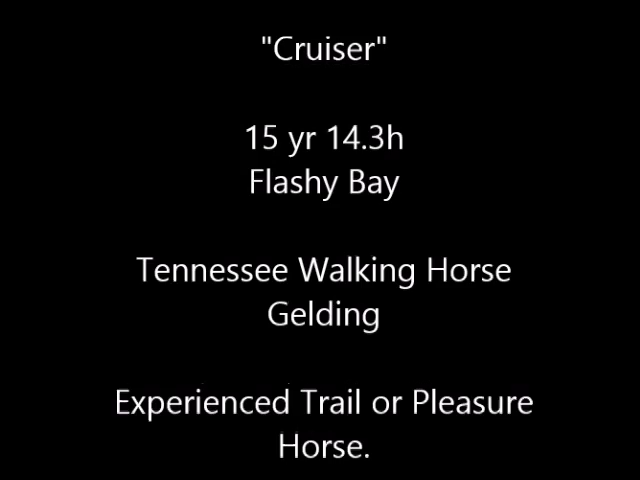 "Cruiser"
15 yr 14.3h
Flashy Bay
Tennessee Walking Horse
Gelding
Experienced Trail or Pleasure
Horse.